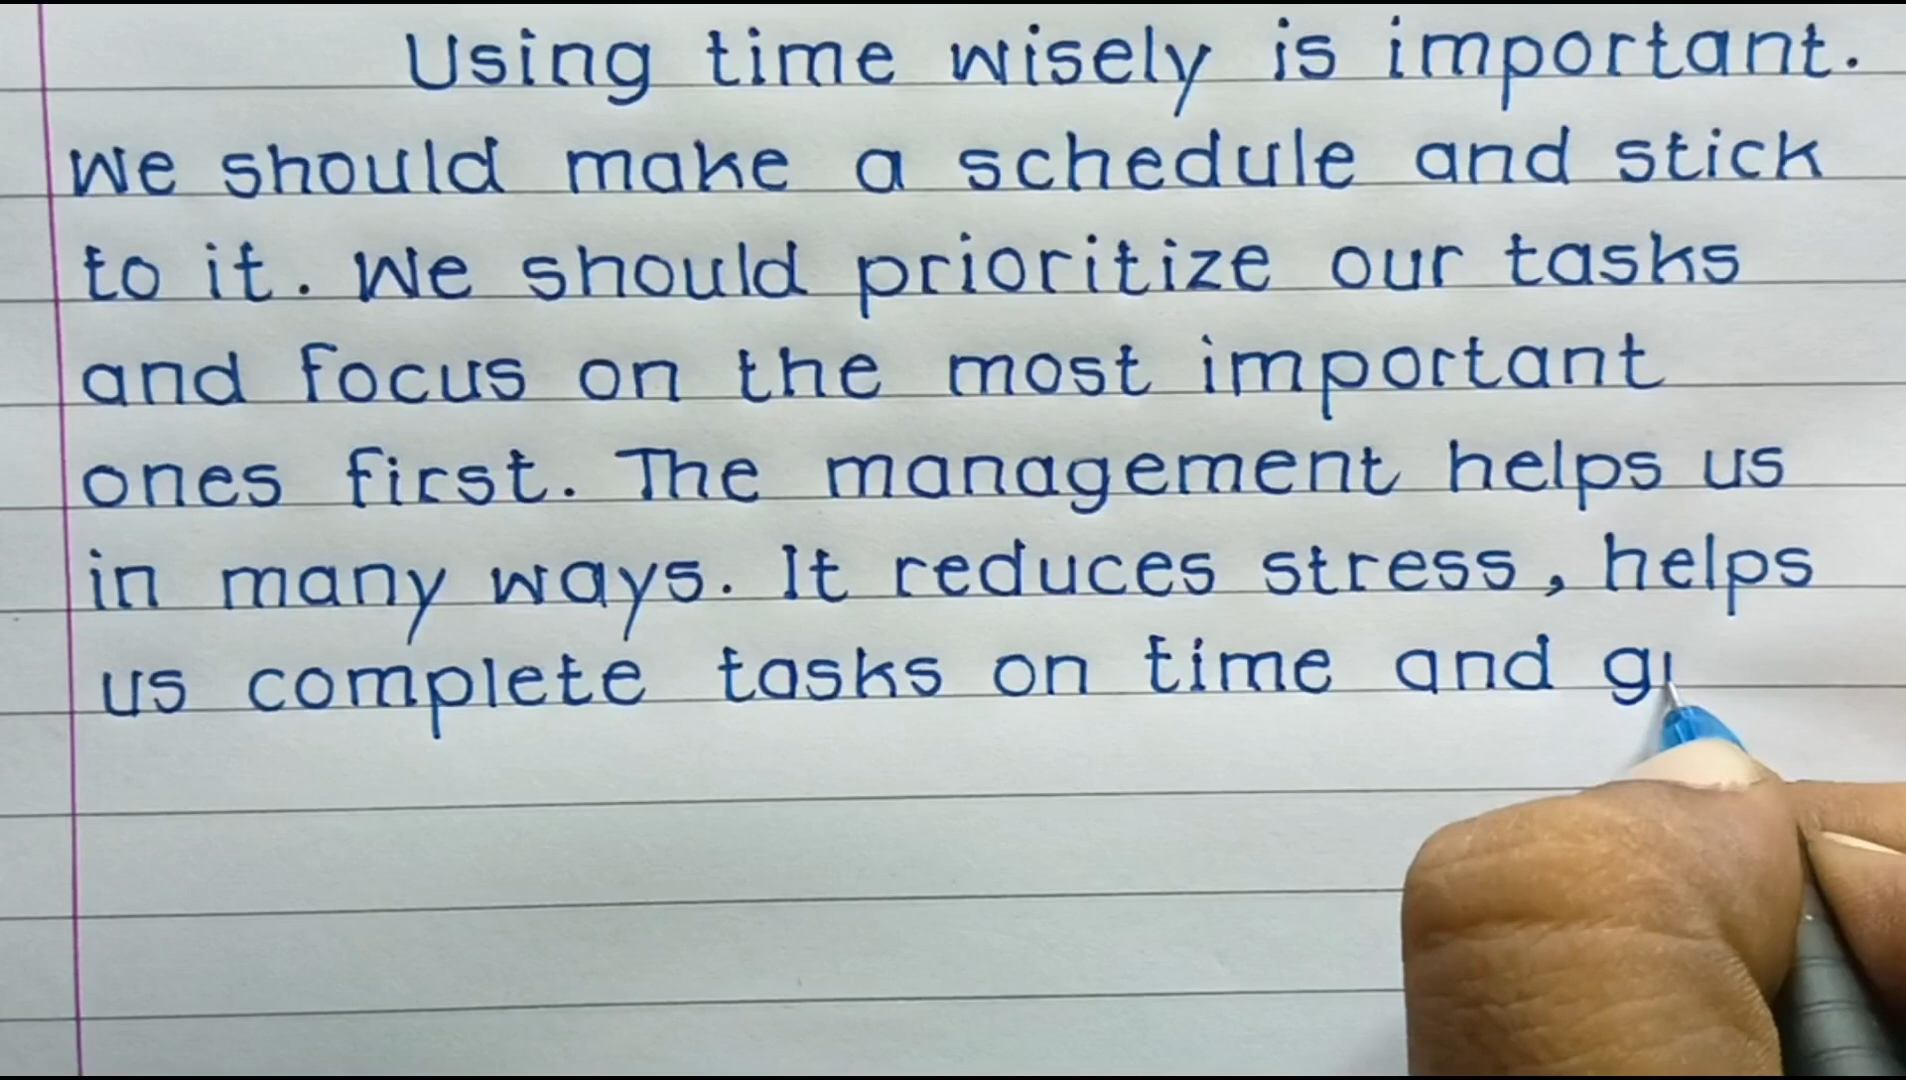 Using time wisely is important.
We should make a schedule and stick
to it. We should prioritize our tasks
and focus on the most important
ones first. The management helps us
in many ways. It reduces stress, helps
us complete tasks on time and